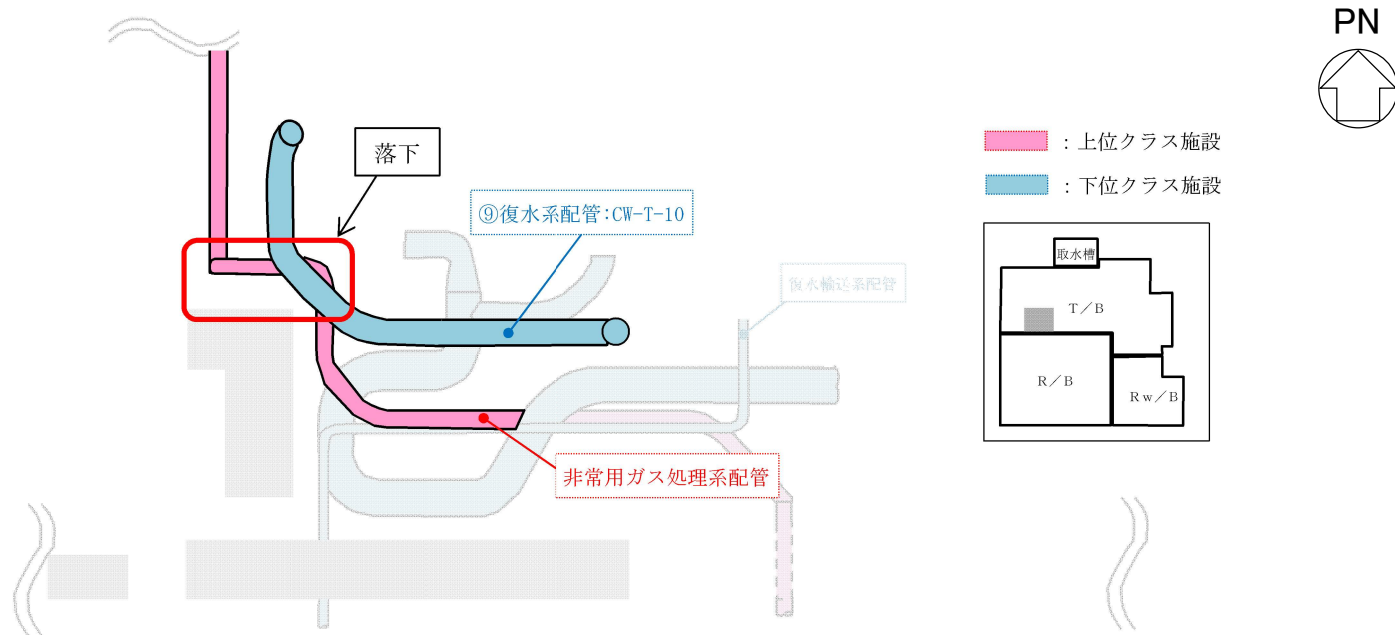 PN
落下
：上位クラス施設
：下位クラス施設
⑨復水系配管:CW-T-10
取水槽
復水輸送系配管
T／B
R／B
Rw／B
非常用ガス処理系配管